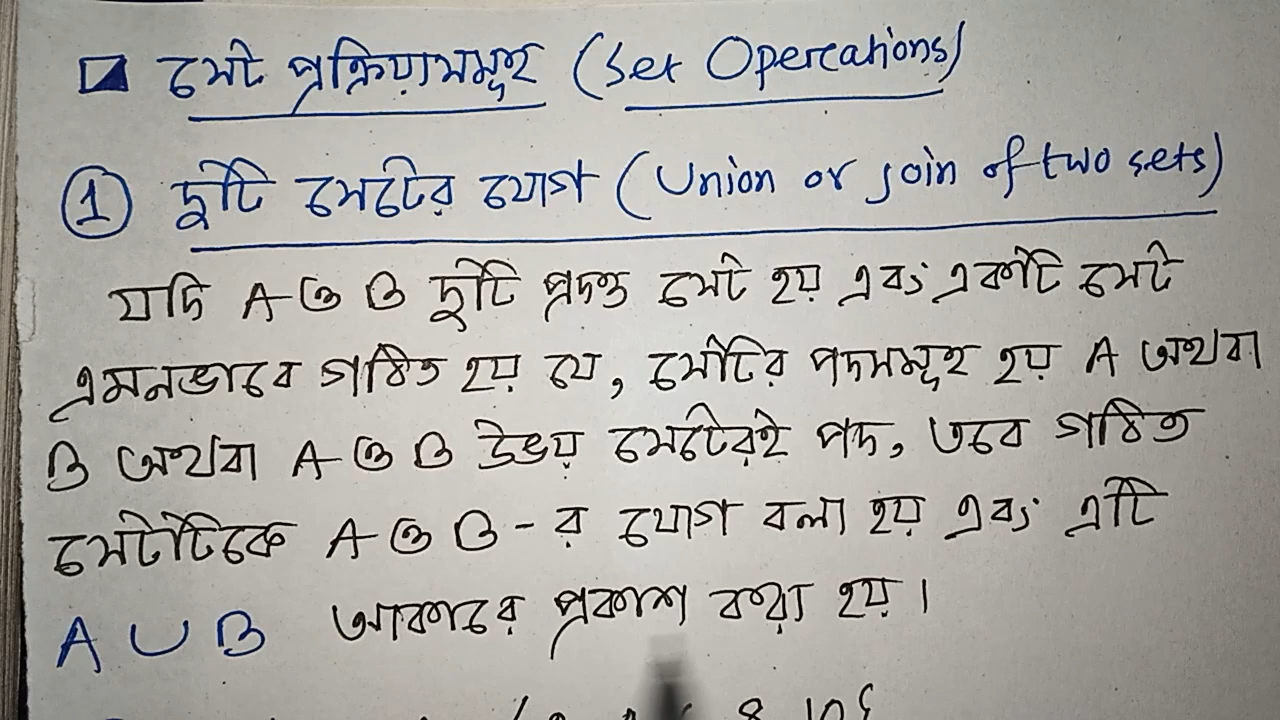 সেট প্রক্রিয়াসমূহ (Set Operations)
① দুটি সেটের যোগ (Union or join of two sets)
যদি A ও B দুটি প্রদত্ত সেট হয় এবং একটি সেট
এমনভাবে গঠিত হয় যে, সেটটির পদসমূহ হয় A অথবা
B অথবা A ও B উভয় সেটেরই পদ, তবে গঠিত
সেটটিকে A ও B-র যোগ বলা হয় এবং এটি
A ∪ B আকারে প্রকাশ করা হয়।